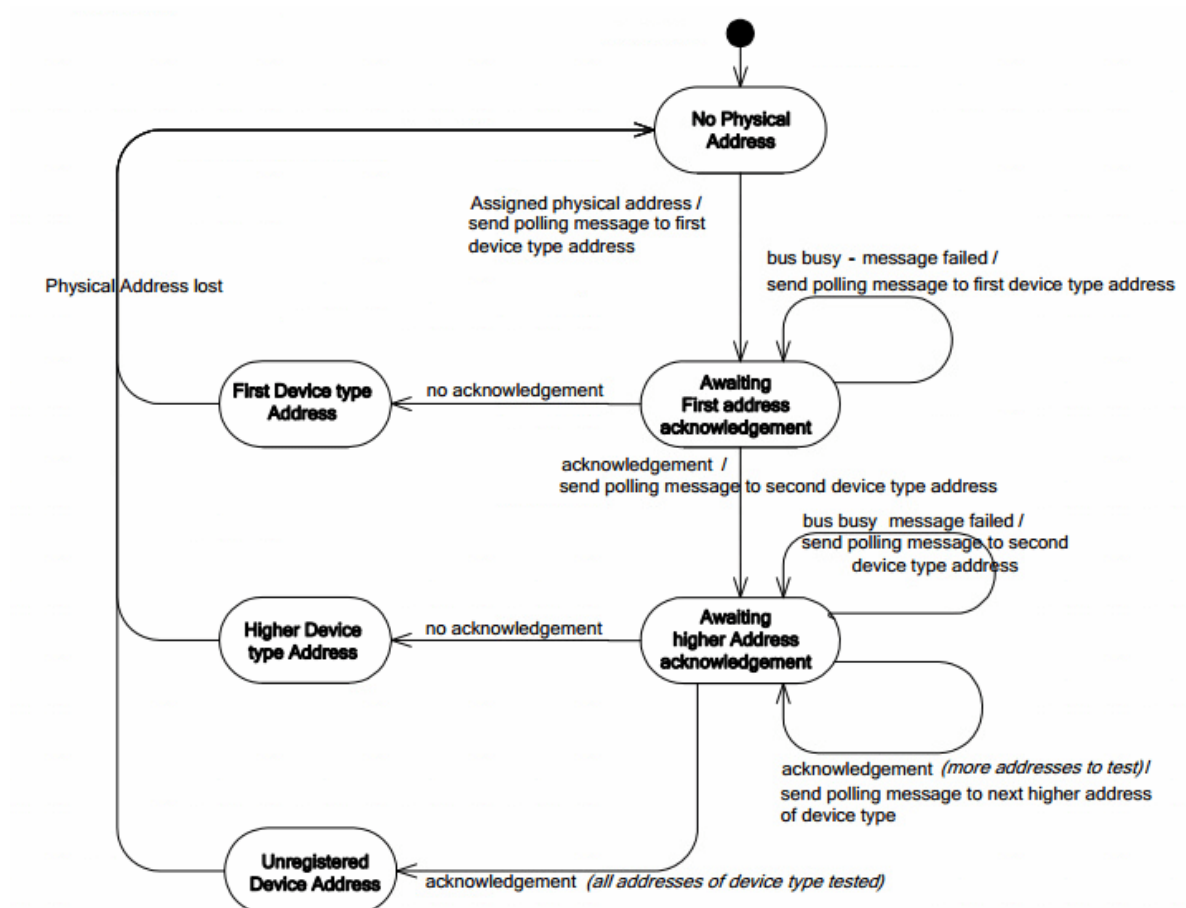 No Physical
Address
Assigned physical address /
send polling message to first
device type address
bus busy - message failed /
send polling message to first device type address
Physical Address lost
First Device type
Address
no acknowledgement
Awaiting
First address
acknowledgement
acknowledgement /
send polling message to second device type address
bus busy message failed /
send polling message to second
device type address
Higher Device
type Address
no acknowledgement
Awaiting
higher Address
acknowledgement
acknowledgement (more addresses to test)/
send polling message to next higher address
of device type
Unregistered
Device Address
acknowledgement (all addresses of device type tested)